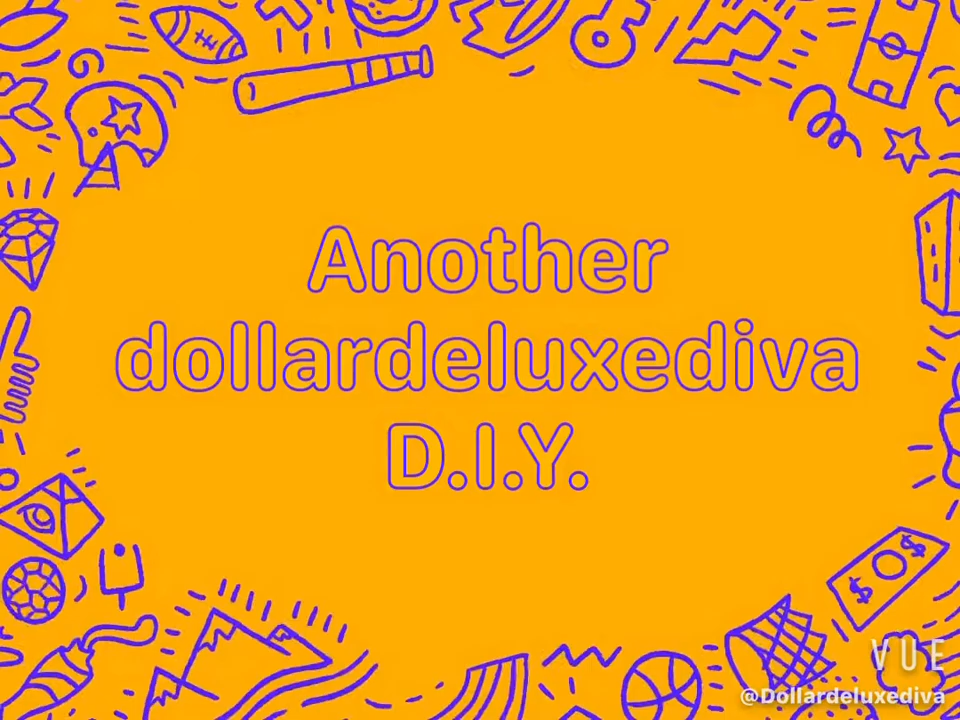 Another
dollardeluxediva
D.I.Y.
$ $
VUE
@Dollardeluxediva